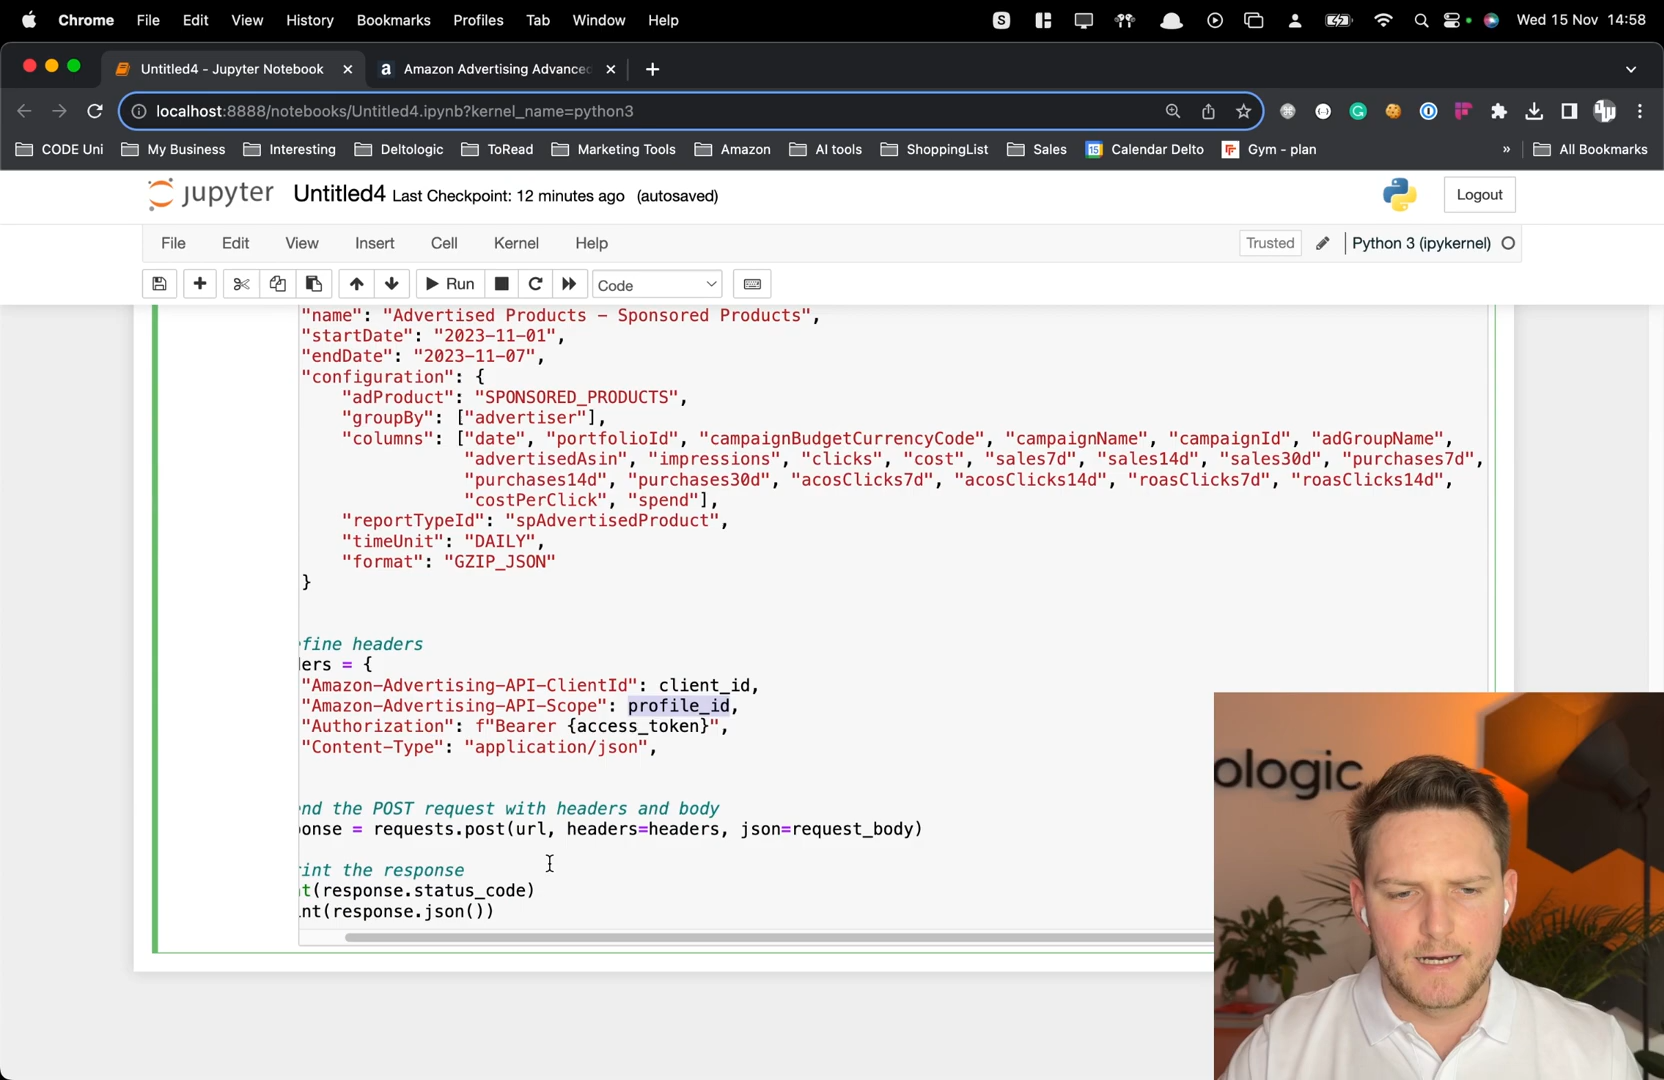 Chrome File Edit View History Bookmarks Profiles Tab Window Help Wed 15 Nov 14:58
Untitled4 - Jupyter Notebook Amazon Advertising Advanced
localhost:8888/notebooks/Untitled4.ipynb?kernel_name=python3
CODE Uni My Business Interesting Deltologic ToRead Marketing Tools Amazon AI tools ShoppingList Sales Calendar Delto Gym - plan » All Bookmarks
jupyter Untitled4 Last Checkpoint: 12 minutes ago (autosaved) Logout
File Edit View Insert Cell Kernel Help Trusted Python 3 (ipykernel)
Run Code
"name": "Advertised Products – Sponsored Products",
"startDate": "2023-11-01",
"endDate": "2023-11-07",
"configuration": {
"adProduct": "SPONSORED_PRODUCTS",
"groupBy": ["advertiser"],
"columns": ["date", "portfolioId", "campaignBudgetCurrencyCode", "campaignName", "campaignId", "adGroupName",
"advertisedAsin", "impressions", "clicks", "cost", "sales7d", "sales14d", "sales30d", "purchases7d",
"purchases14d", "purchases30d", "acosClicks7d", "acosClicks14d", "roasClicks7d", "roasClicks14d",
"costPerClick", "spend"],
"reportTypeId": "spAdvertisedProduct",
"timeUnit": "DAILY",
"format": "GZIP_JSON"
}
fine headers
ers = {
"Amazon-Advertising-API-ClientId": client_id,
"Amazon-Advertising-API-Scope": profile_id,
"Authorization": f"Bearer {access_token}",
"Content-Type": "application/json",
nd the POST request with headers and body
onse = requests.post(url, headers=headers, json=request_body)
int the response
t(response.status_code)
nt(response.json())
ologic